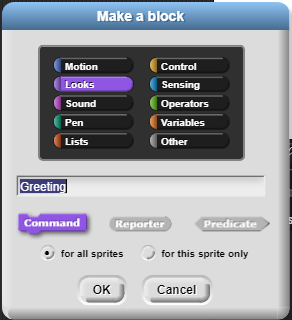 Make a block
Motion Control
Looks Sensing
Sound Operators
Pen Variables
Lists Other
Greeting
Command Reporter Predicate
for all sprites for this sprite only
OK Cancel